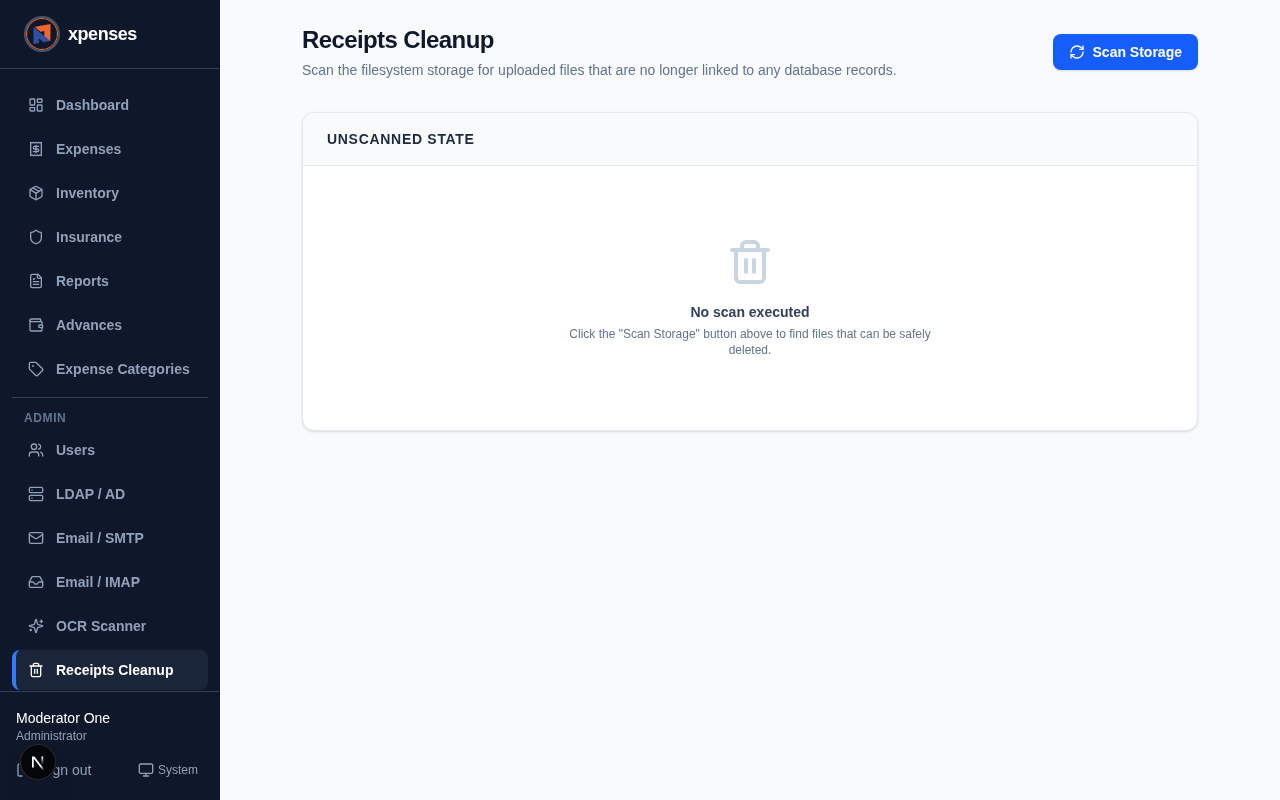 xpenses
Dashboard
Expenses
Inventory
Insurance
Reports
Advances
Expense Categories
ADMIN
Users
LDAP / AD
Email / SMTP
Email / IMAP
OCR Scanner
Receipts Cleanup
Moderator One
Administrator
gn out
System
Receipts Cleanup
Scan the filesystem storage for uploaded files that are no longer linked to any database records.
Scan Storage
UNSCANNED STATE
No scan executed
Click the "Scan Storage" button above to find files that can be safely
deleted.